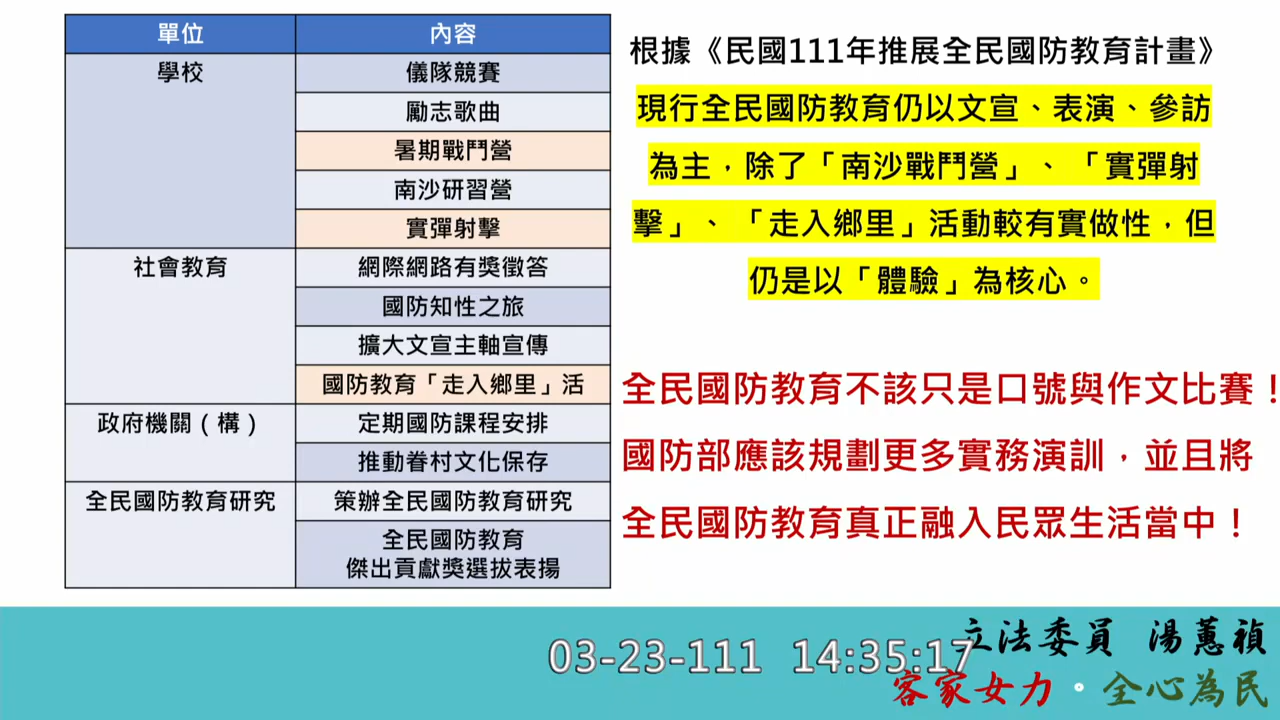 單位 內容
學校 儀隊競賽
勵志歌曲
暑期戰鬥營
南沙研習營
實彈射擊
社會教育 網際網路有獎徵答
國防知性之旅
擴大文宣主軸宣傳
國防教育「走入鄉里」活
政府機關(構) 定期國防課程安排
推動眷村文化保存
全民國防教育研究 策辦全民國防教育研究
全民國防教育
傑出貢獻獎選拔表揚
根據《民國111年推展全民國防教育計畫》
現行全民國防教育仍以文宣、表演、參訪
為主，除了「南沙戰鬥營」、「實彈射
擊」、「走入鄉里」活動較有實做性，但
仍是以「體驗」為核心。
全民國防教育不該只是口號與作文比賽！
國防部應該規劃更多實務演訓，並且將
全民國防教育真正融入民眾生活當中！
立法委員 湯蕙禎
03-23-111 14:35:17
客家女力・全心為民